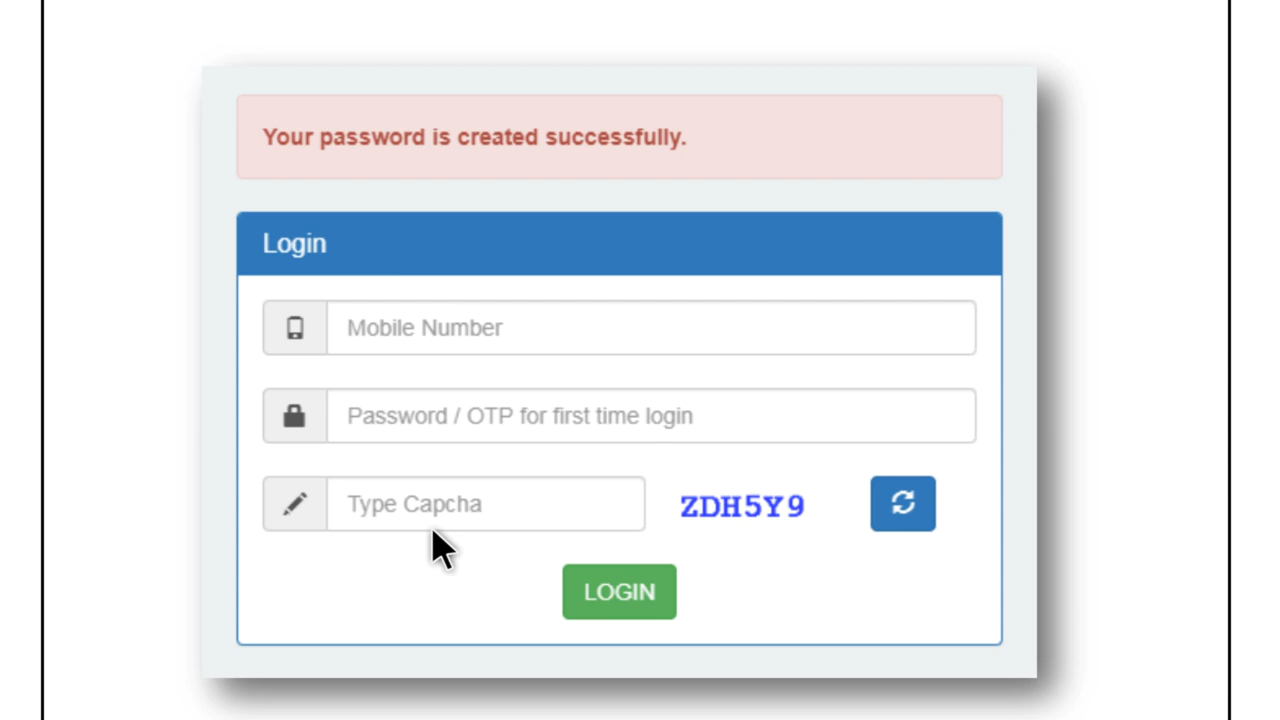 Your password is created successfully.
Login
Mobile Number
Password / OTP for first time login
Type Capcha
ZDH5Y9
LOGIN